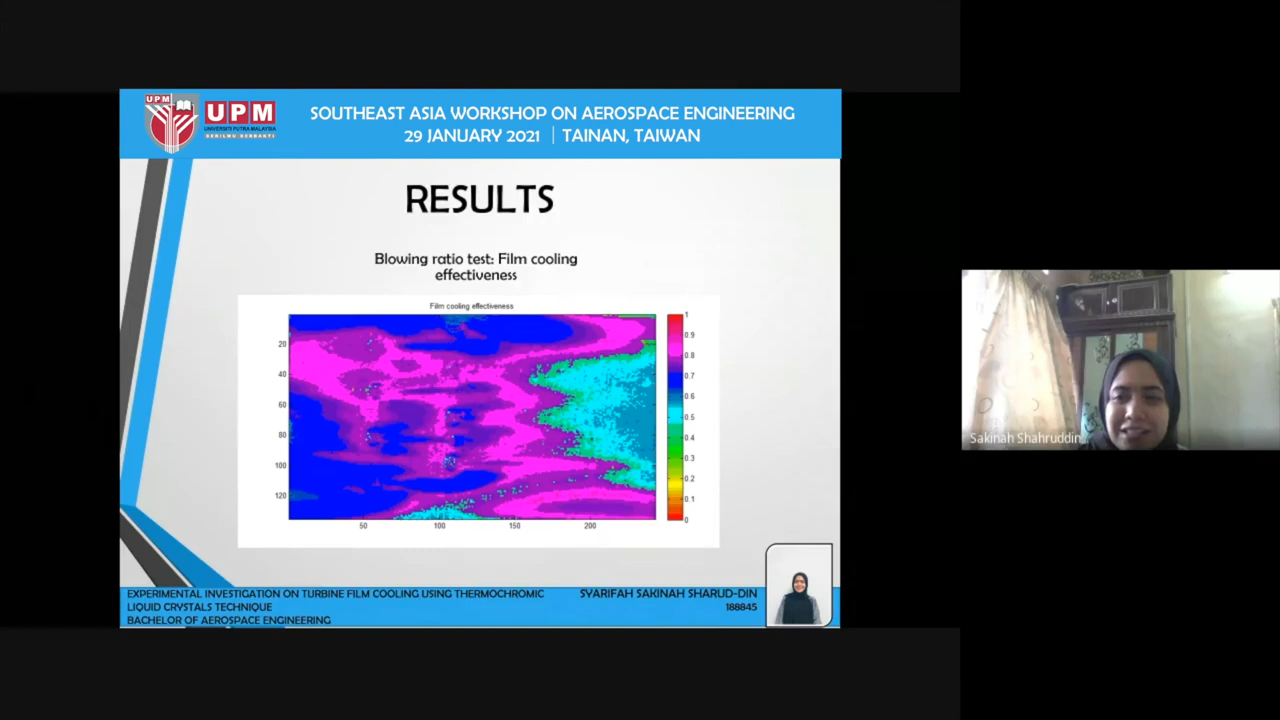 UPM
UPM
UNIVERSITI PUTRA MALAYSIA
BERILMU BERBAKTI
SOUTHEAST ASIA WORKSHOP ON AEROSPACE ENGINEERING
29 JANUARY 2021 | TAINAN, TAIWAN
RESULTS
Blowing ratio test: Film cooling
effectiveness
Film cooling effectiveness
20
40
60
80
100
120
50
100
150
200
1
0.9
0.8
0.7
0.6
0.5
0.4
0.3
0.2
0.1
0
Sakinah Shahruddin...
EXPERIMENTAL INVESTIGATION ON TURBINE FILM COOLING USING THERMOCHROMIC
LIQUID CRYSTALS TECHNIQUE
BACHELOR OF AEROSPACE ENGINEERING
SYARIFAH SAKINAH SHARUD-DIN
188845